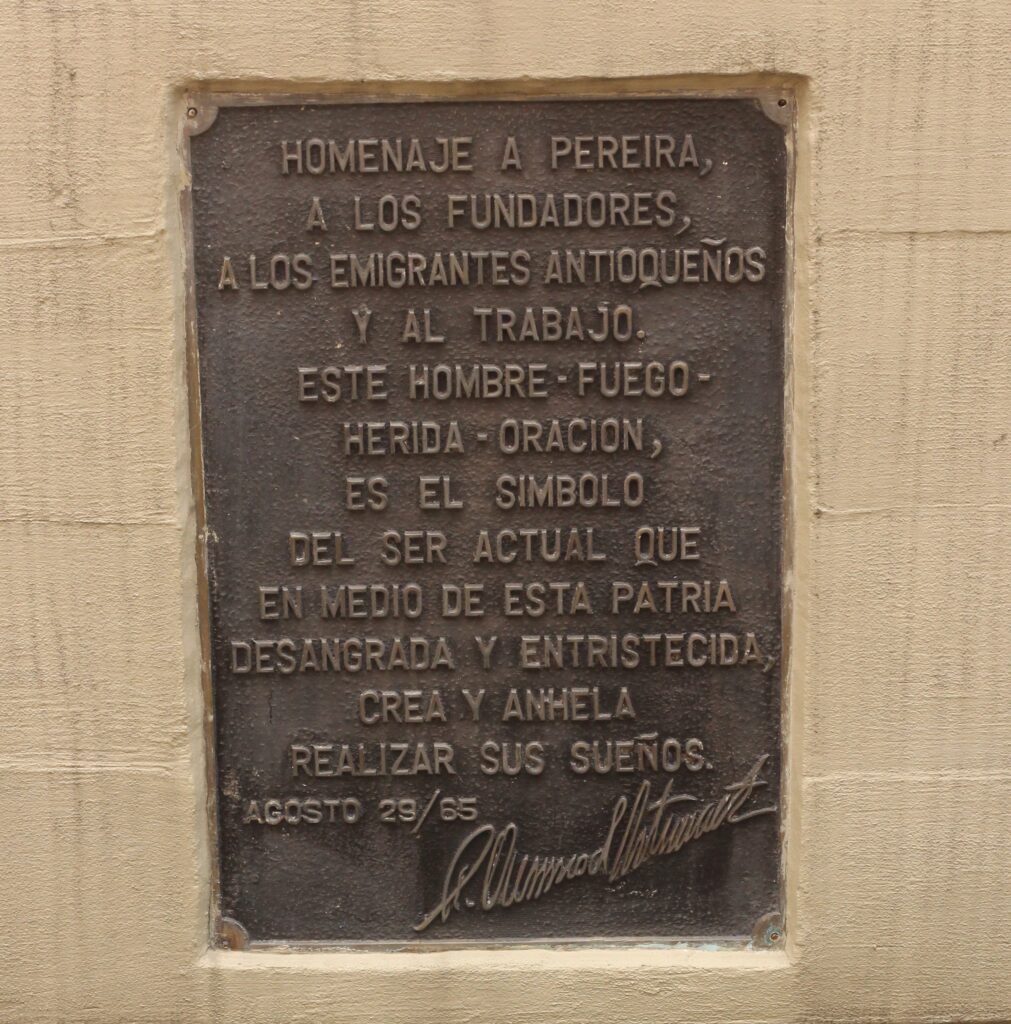 HOMENAJE A PEREIRA,
A LOS FUNDADORES,
A LOS EMIGRANTES ANTIOQUEÑOS
Y AL TRABAJO.
ESTE HOMBRE - FUEGO -
HERIDA - ORACION,
ES EL SIMBOLO
DEL SER ACTUAL QUE
EN MEDIO DE ESTA PATRIA
DESANGRADA Y ENTRISTECIDA,
CREA Y ANHELA
REALIZAR SUS SUEÑOS.
AGOSTO 29/65